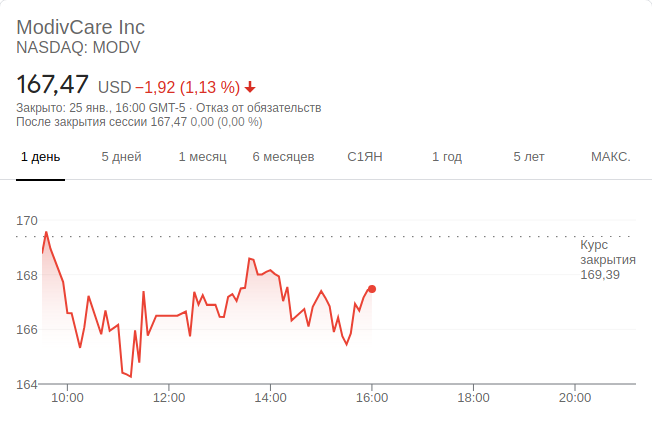 ModivCare Inc
NASDAQ: MODV
167,47 USD −1,92 (1,13 %)
Закрыто: 25 янв., 16:00 GMT-5 · Отказ от обязательств
После закрытия сессии 167,47 0,00 (0,00 %)
1 день 5 дней 1 месяц 6 месяцев С1ЯН 1 год 5 лет МАКС.
170
Курс
закрытия
169,39
168
166
164
10:00 12:00 14:00 16:00 18:00 20:00